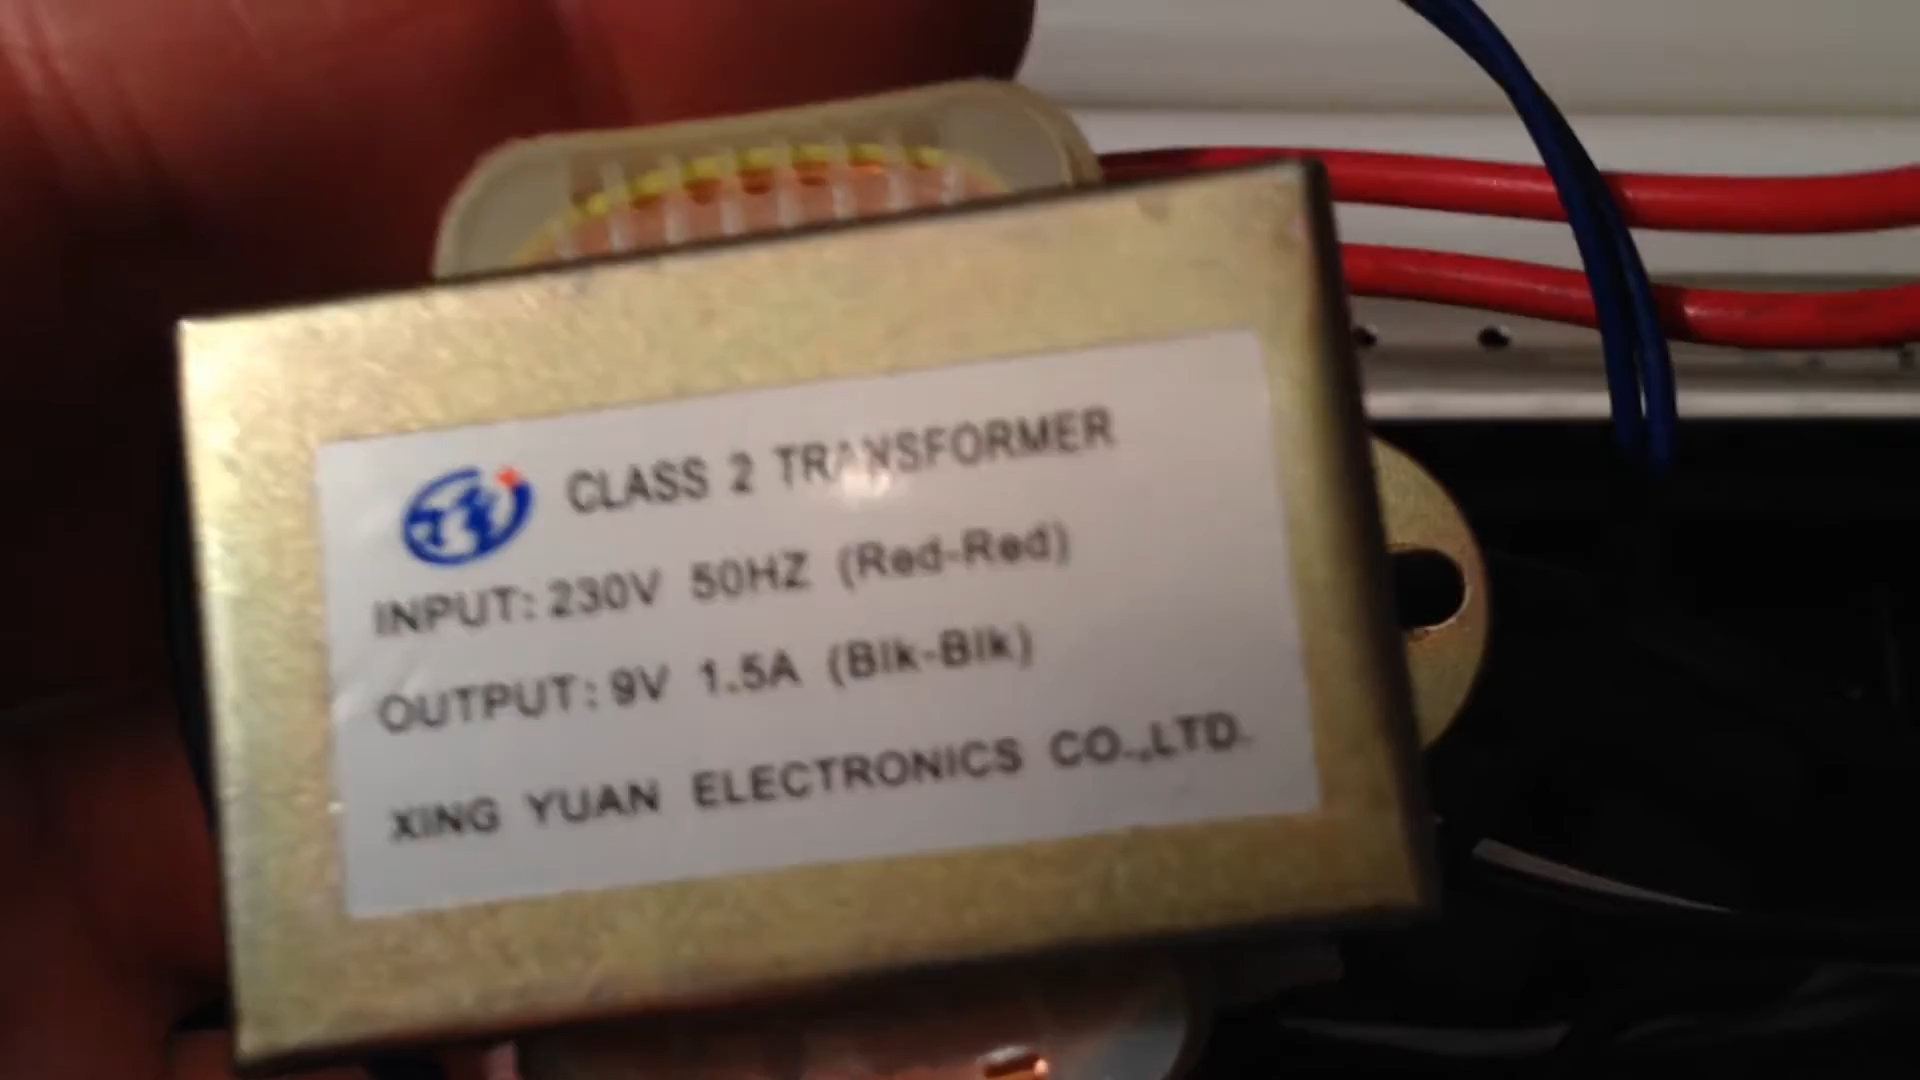 CLASS 2 TRANSFORMER
INPUT: 230V 50HZ (Red-Red)
OUTPUT: 9V 1.5A (Blk-Blk)
XING YUAN ELECTRONICS CO.,LTD.